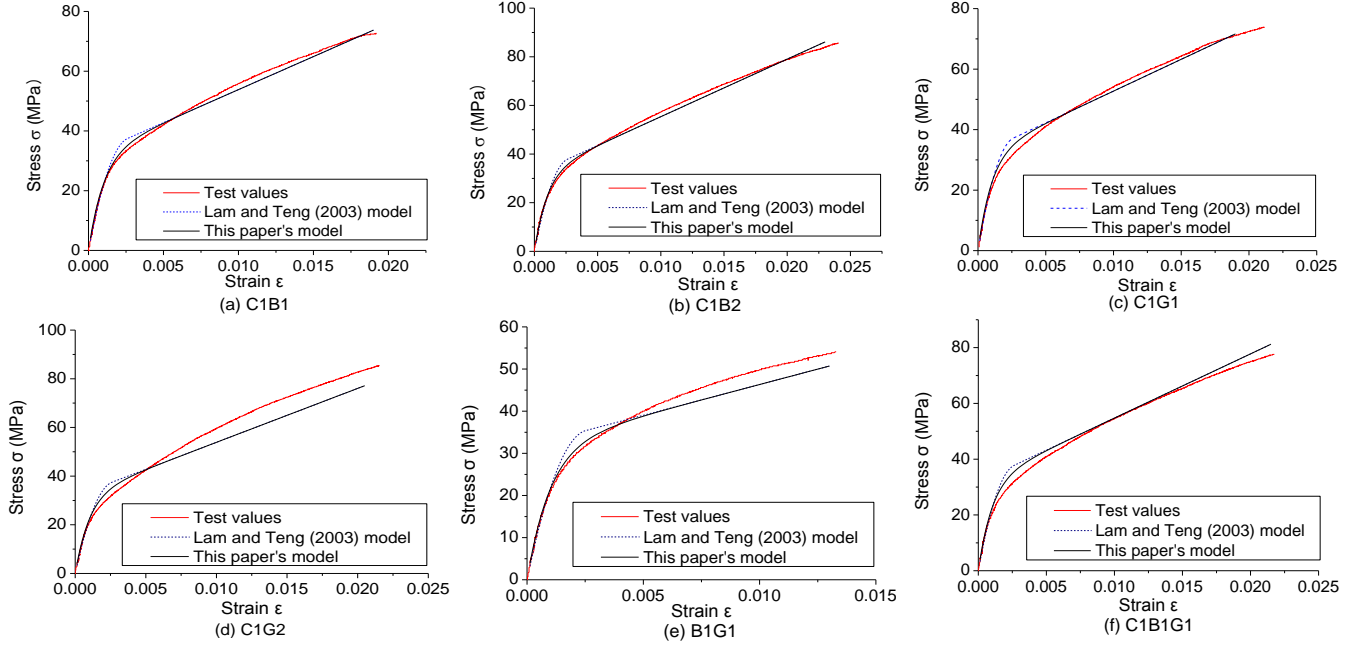 80
60
40
20
0
Stress σ (MPa)
Test values
Lam and Teng (2003) model
This paper's model
0.000 0.005 0.010 0.015 0.020
Strain ε
(a) C1B1
100
80
60
40
20
0
Stress σ (MPa)
Test values
Lam and Teng (2003) model
This paper's model
0.000 0.005 0.010 0.015 0.020 0.025
Strain ε
(b) C1B2
80
60
40
20
0
Stress σ (MPa)
Test values
Lam and Teng (2003) model
This paper's model
0.000 0.005 0.010 0.015 0.020 0.025
Strain ε
(c) C1G1
100
80
60
40
20
0
Stress σ (MPa)
Test values
Lam and Teng (2003) model
This paper's model
0.000 0.005 0.010 0.015 0.020 0.025
Strain ε
(d) C1G2
60
50
40
30
20
10
0
Stress σ (MPa)
Test values
Lam and Teng (2003) model
This paper's model
0.000 0.005 0.010 0.015
Strain ε
(e) B1G1
80
60
40
20
0
Stress σ (MPa)
Test values
Lam and Teng (2003) model
This paper's model
0.000 0.005 0.010 0.015 0.020 0.025
Strain ε
(f) C1B1G1